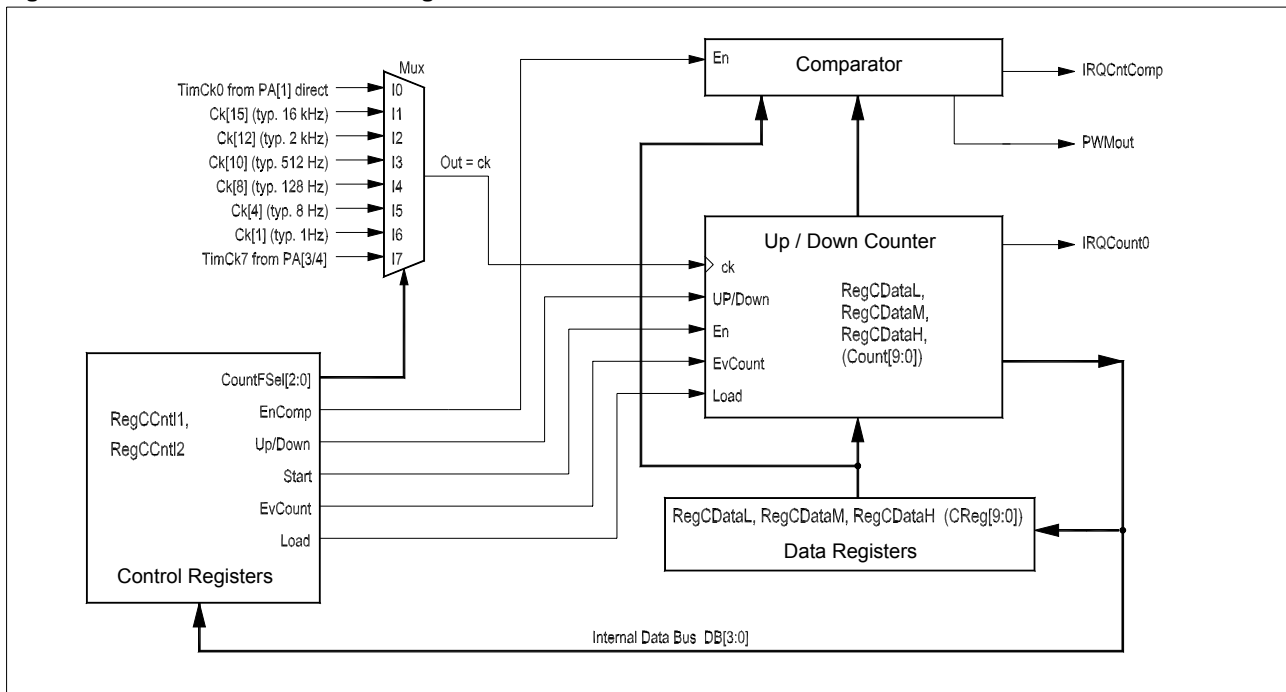 Mux
TimCk0 from PA[1] direct
I0
Ck[15] (typ. 16 kHz)
I1
Ck[12] (typ. 2 kHz)
I2
Ck[10] (typ. 512 Hz)
I3
Ck[8] (typ. 128 Hz)
I4
Ck[4] (typ. 8 Hz)
I5
Ck[1] (typ. 1Hz)
I6
TimCk7 from PA[3/4]
I7
Out = ck
En
Comparator
IRQCntComp
PWMout
Up / Down Counter
IRQCount0
ck
UP/Down
En
EvCount
Load
RegCDataL,
RegCDataM,
RegCDataH,
(Count[9:0])
CountFSel[2:0]
EnComp
Up/Down
Start
EvCount
Load
RegCCntl1,
RegCCntl2
Control Registers
RegCDataL, RegCDataM, RegCDataH (CReg[9:0])
Data Registers
Internal Data Bus DB[3:0]